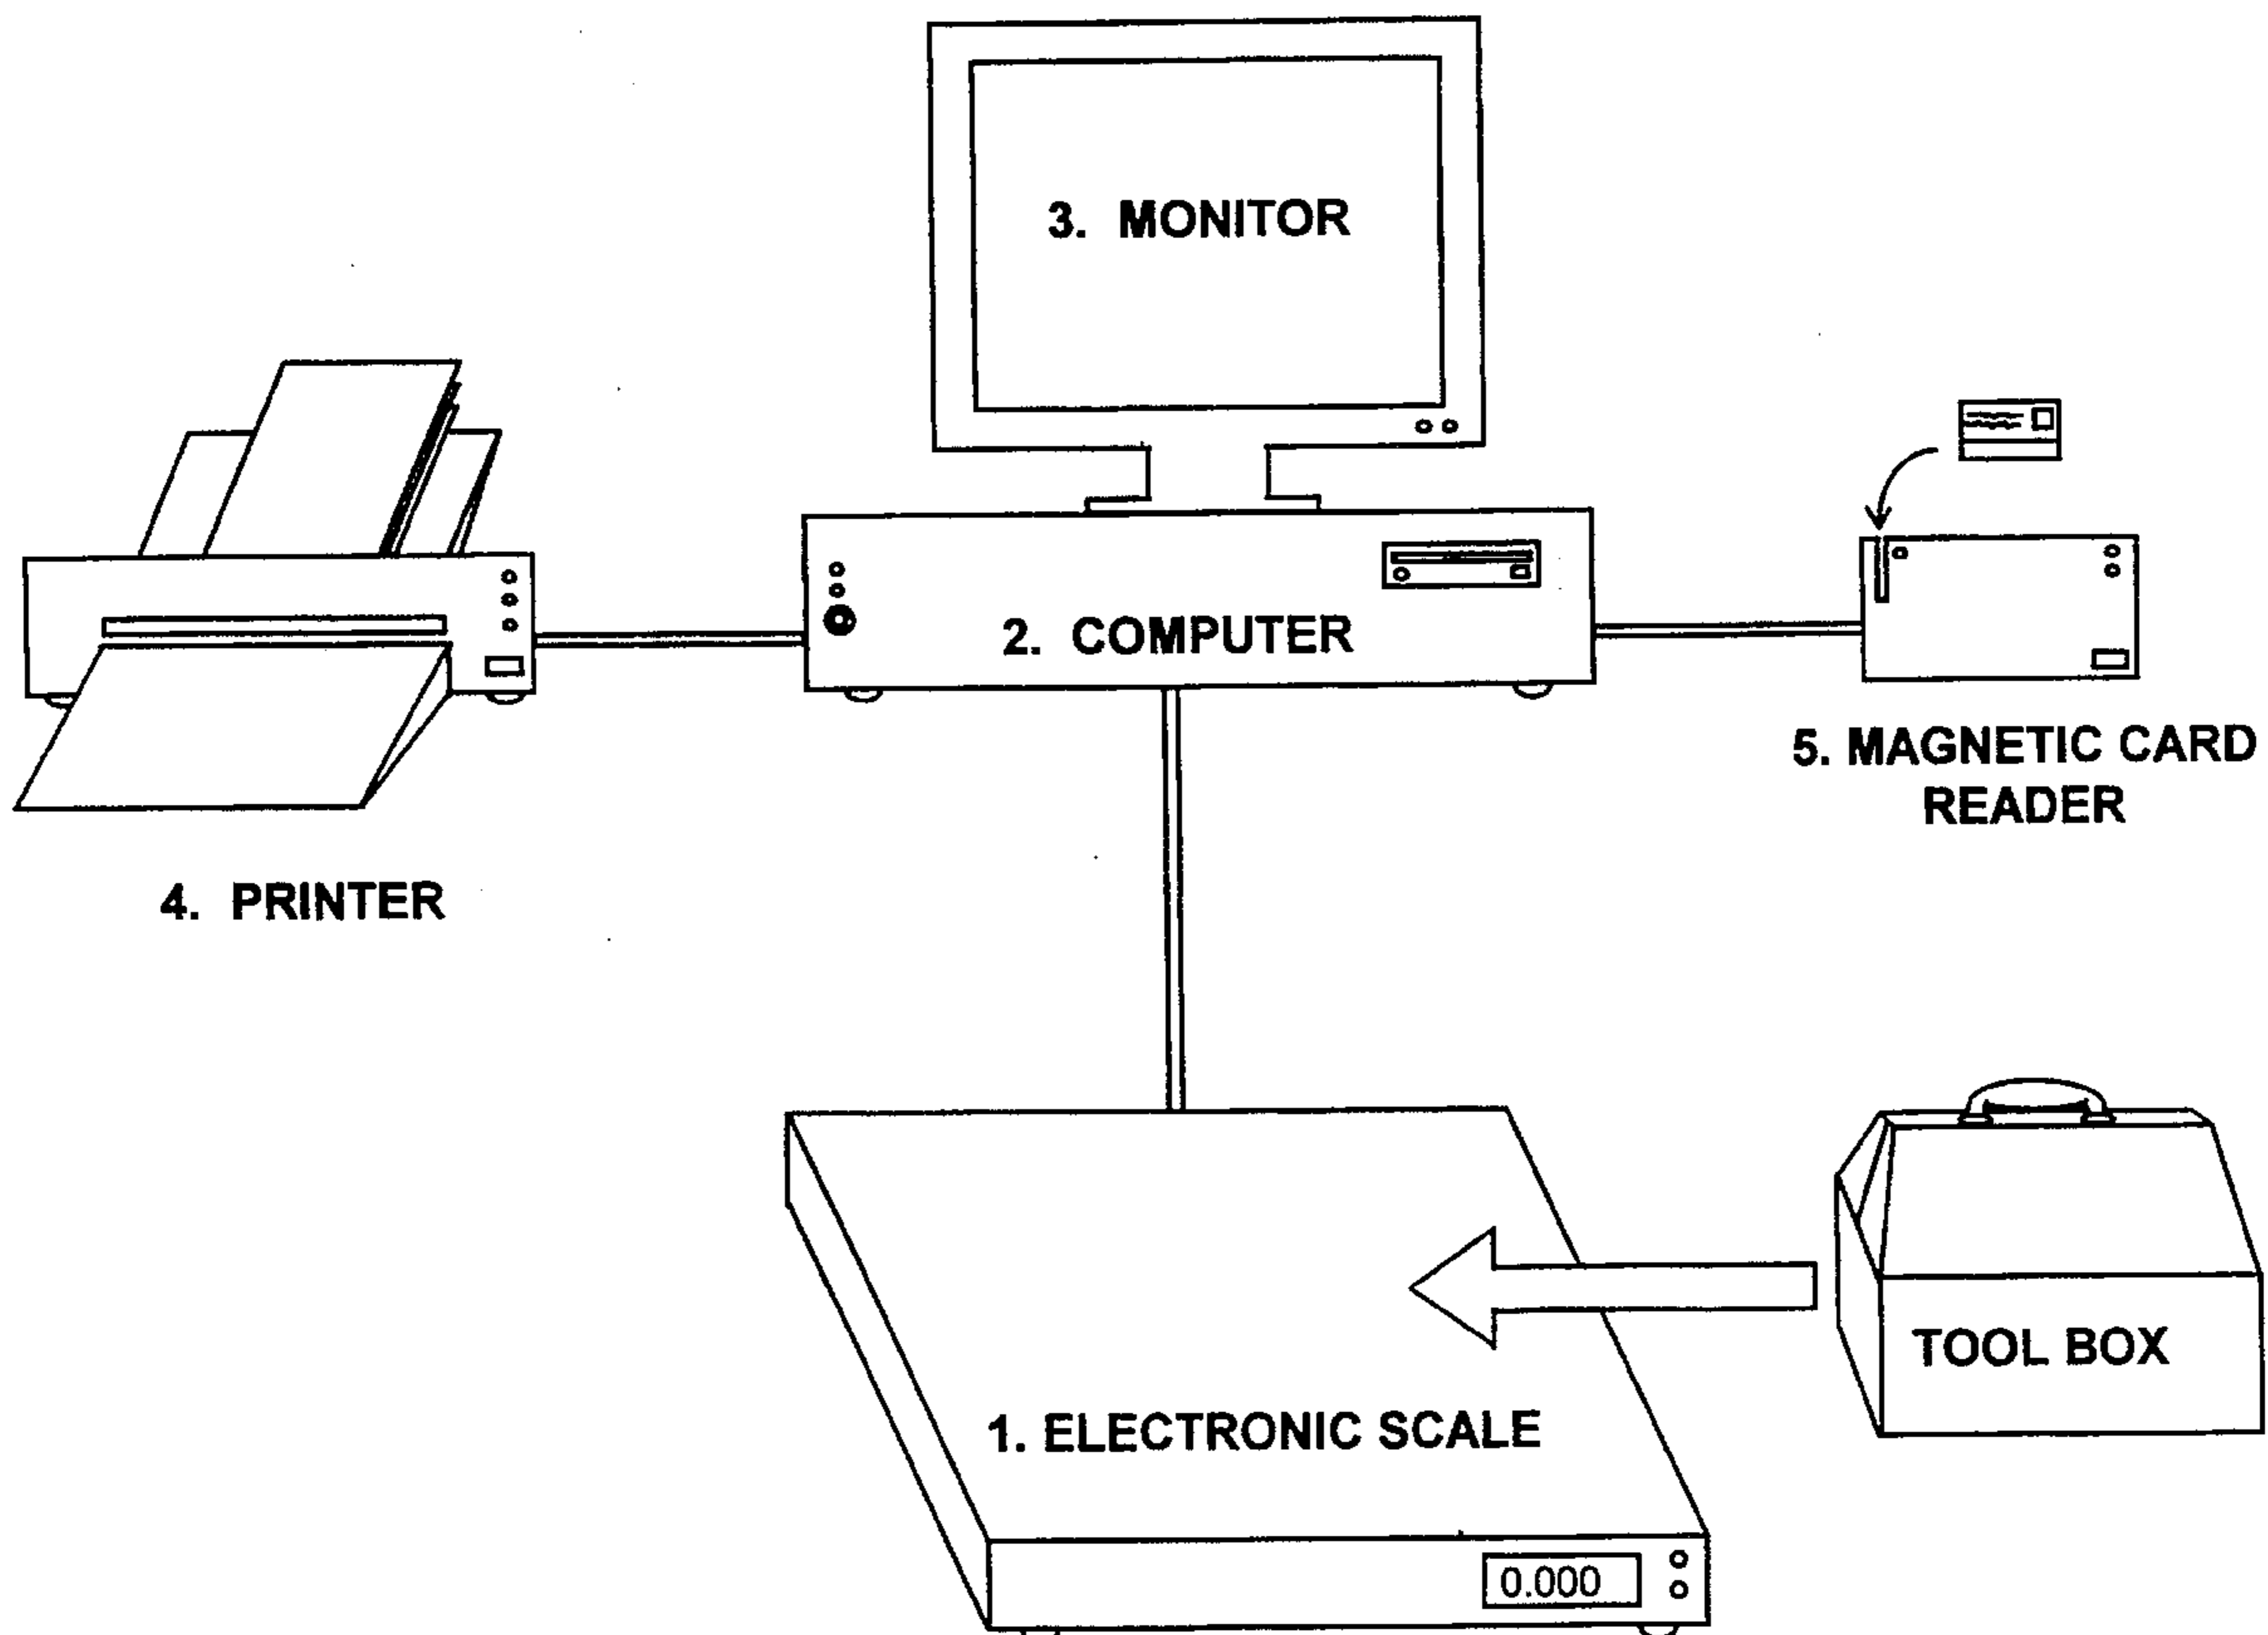 3. MONITOR
2. COMPUTER
5. MAGNETIC CARD
READER
4. PRINTER
TOOL BOX
1. ELECTRONIC SCALE
0.000